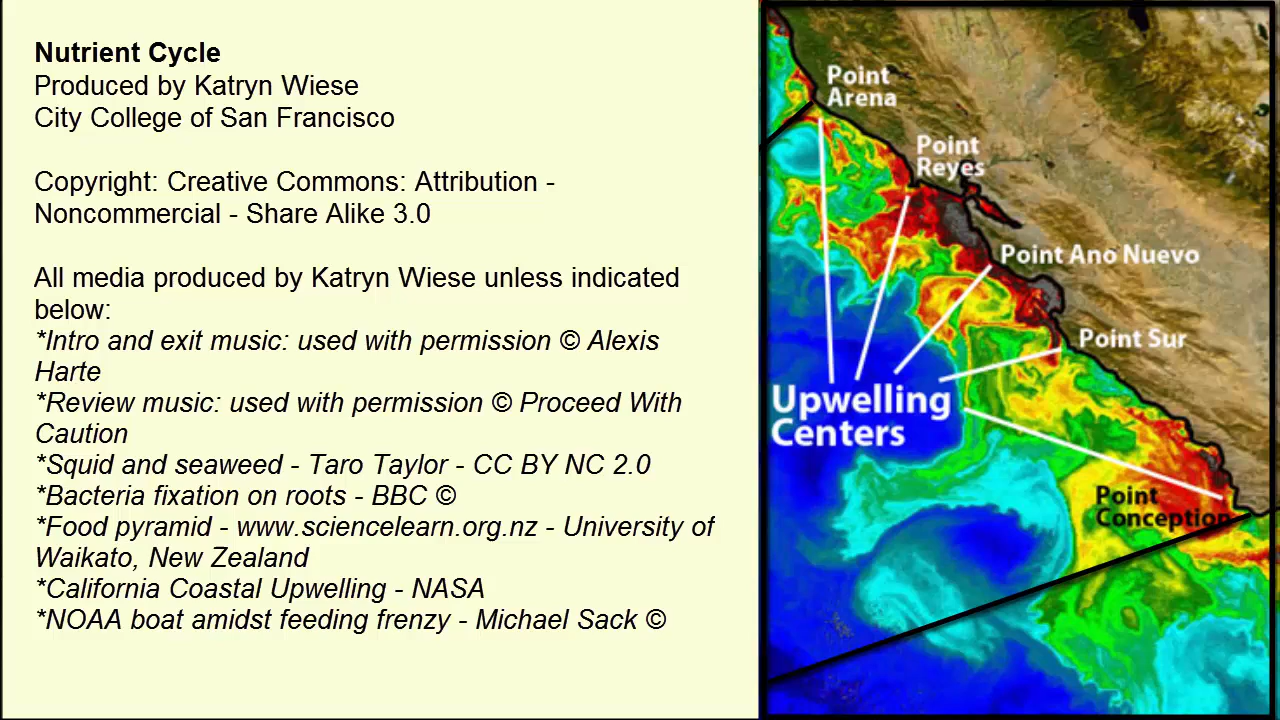 Nutrient Cycle
Produced by Katryn Wiese
City College of San Francisco
Copyright: Creative Commons: Attribution -
Noncommercial - Share Alike 3.0
All media produced by Katryn Wiese unless indicated
below:
*Intro and exit music: used with permission © Alexis
Harte
*Review music: used with permission © Proceed With
Caution
*Squid and seaweed - Taro Taylor - CC BY NC 2.0
*Bacteria fixation on roots - BBC ©
*Food pyramid - www.sciencelearn.org.nz - University of
Waikato, New Zealand
*California Coastal Upwelling - NASA
*NOAA boat amidst feeding frenzy - Michael Sack ©
Point
Arena
Point
Reyes
Point Ano Nuevo
Point Sur
Upwelling
Centers
Point
Conception